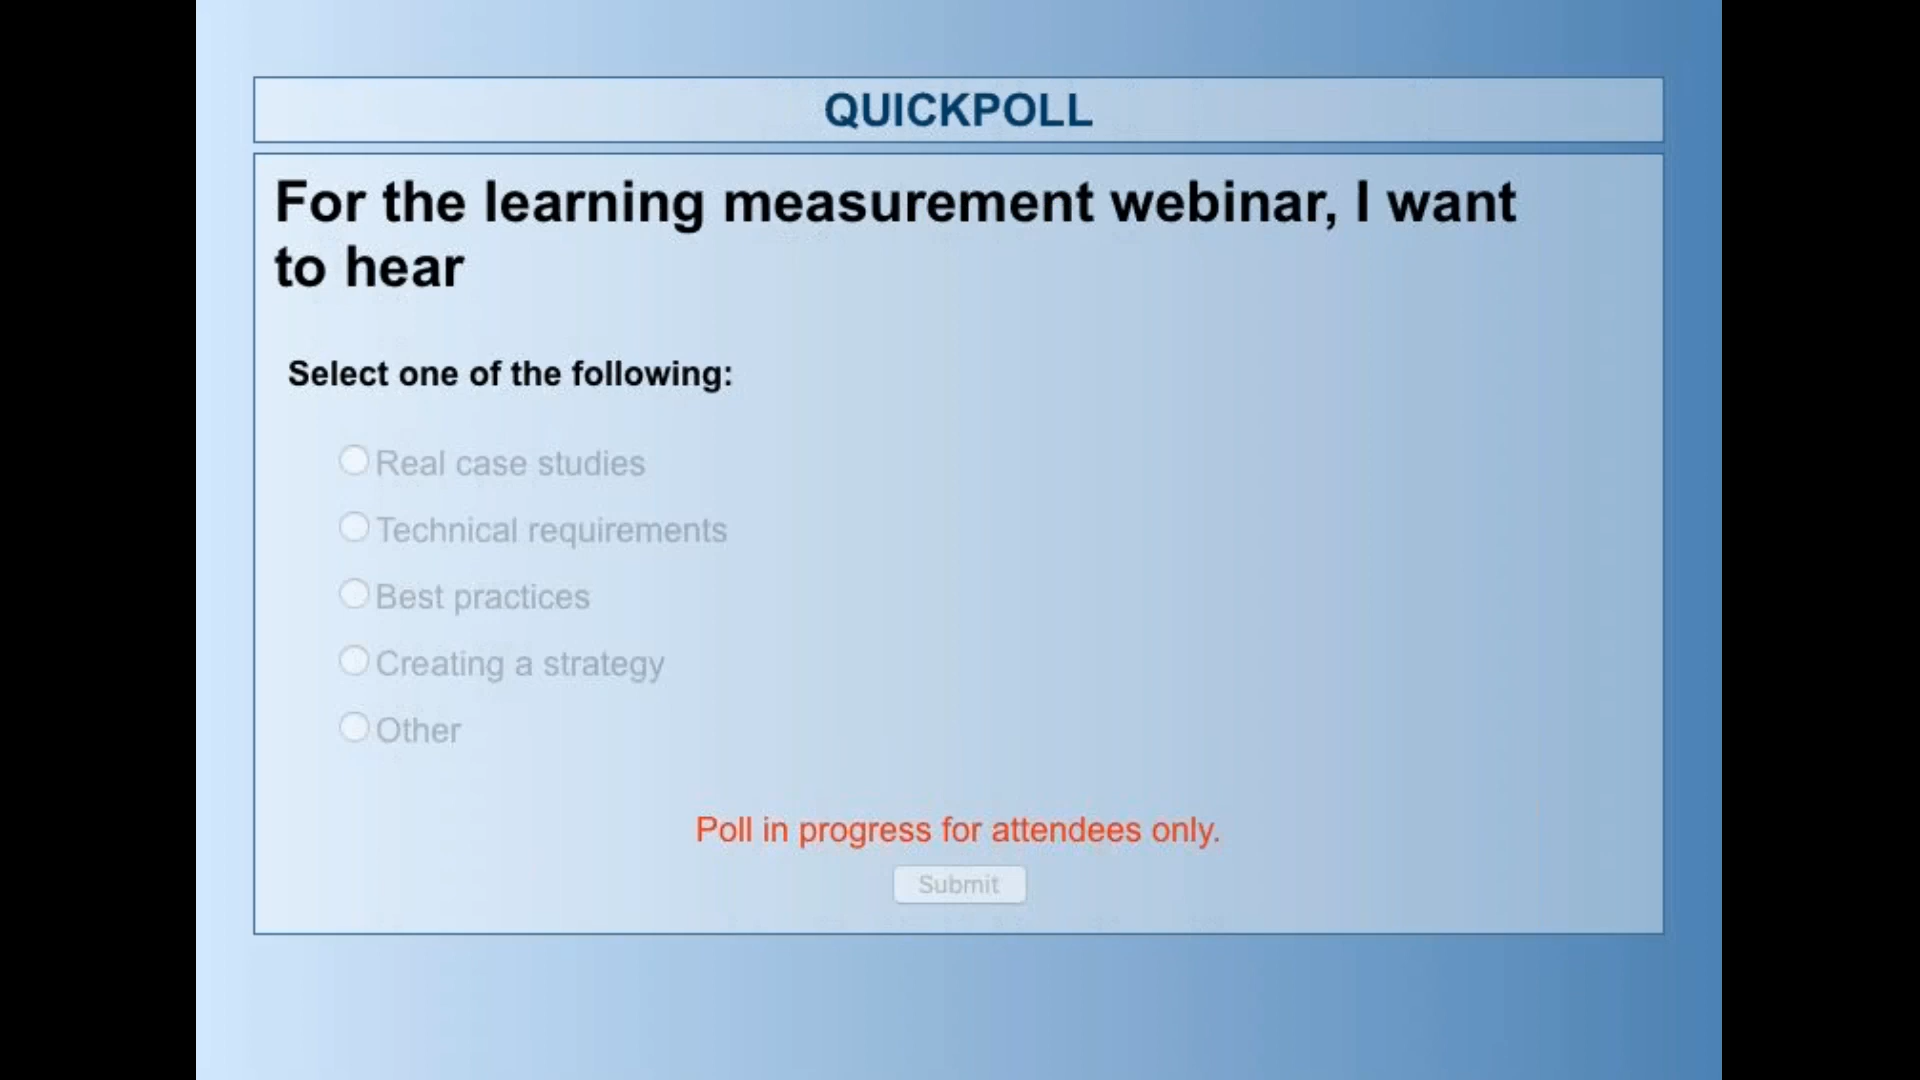 QUICKPOLL
For the learning measurement webinar, I want
to hear
Select one of the following:
Real case studies
Technical requirements
Best practices
Creating a strategy
Other
Poll in progress for attendees only.
Submit